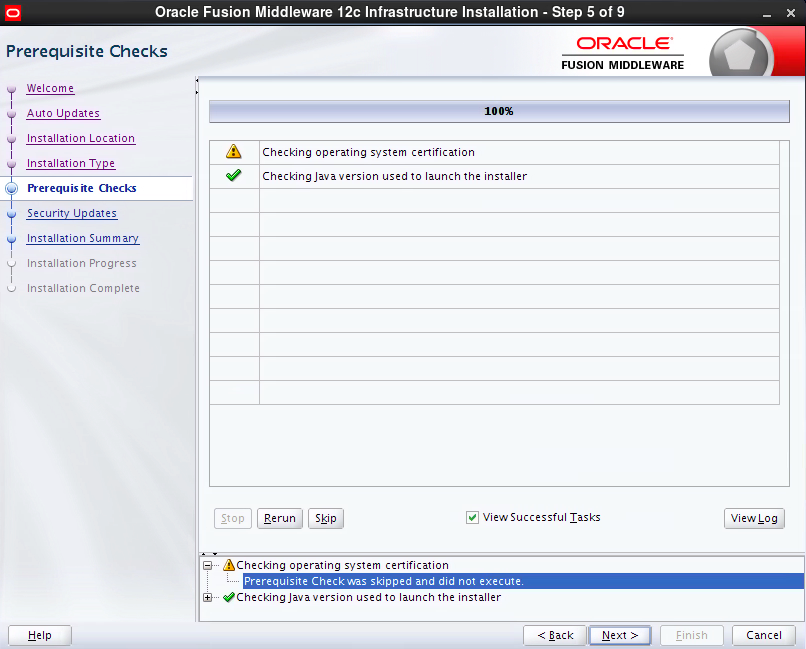 Oracle Fusion Middleware 12c Infrastructure Installation - Step 5 of 9
Prerequisite Checks
ORACLE
FUSION MIDDLEWARE
Welcome
Auto Updates
Installation Location
Installation Type
Prerequisite Checks
Security Updates
Installation Summary
Installation Progress
Installation Complete
100%
Checking operating system certification
Checking Java version used to launch the installer
Stop
Rerun
Skip
View Successful Tasks
View Log
Checking operating system certification
Prerequisite Check was skipped and did not execute.
Checking Java version used to launch the installer
Help
< Back
Next >
Finish
Cancel